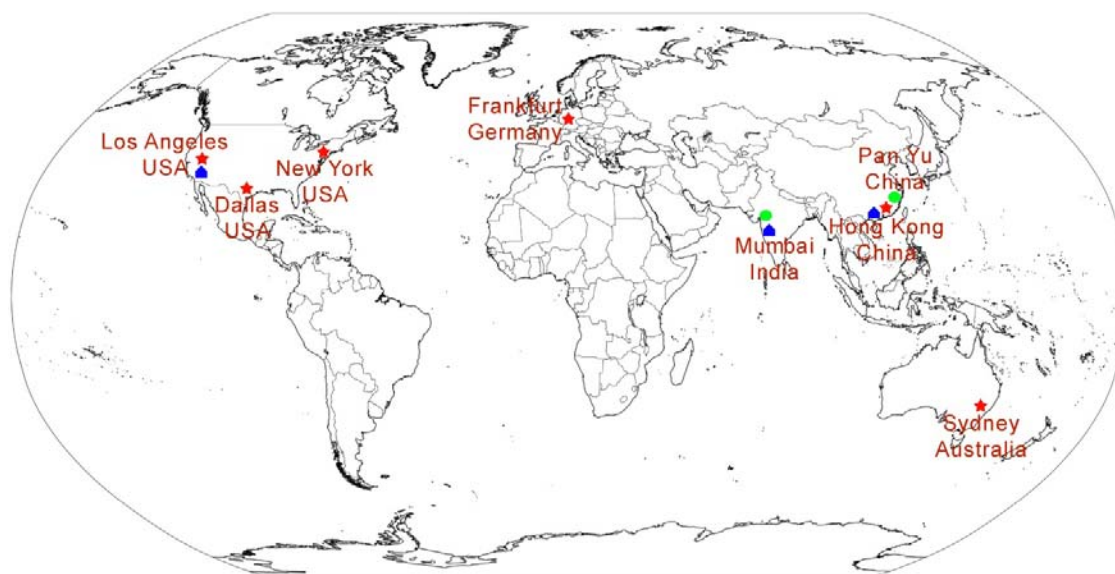 Los Angeles
USA
New York
USA
Dallas
USA
Frankfurt
Germany
Pan Yu
China
Hong Kong
China
Mumbai
India
Sydney
Australia